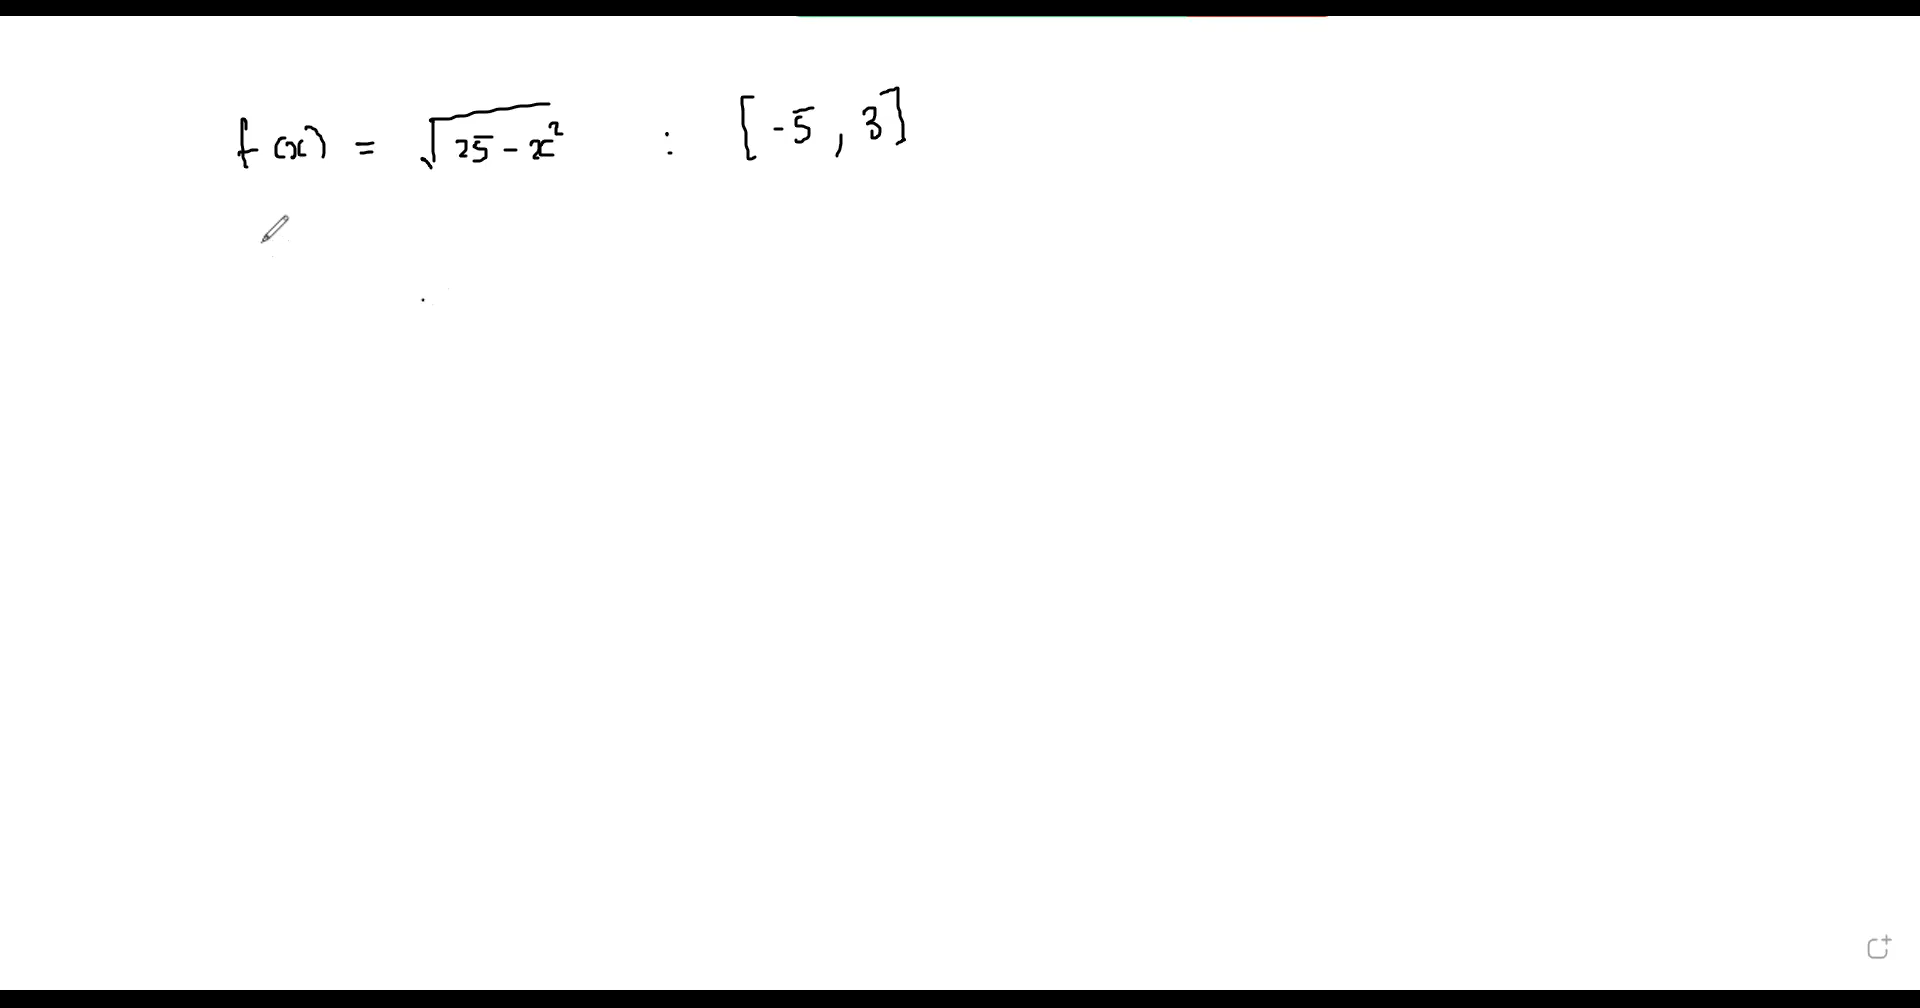 f(x) = √25 - x² : [-5, 3]